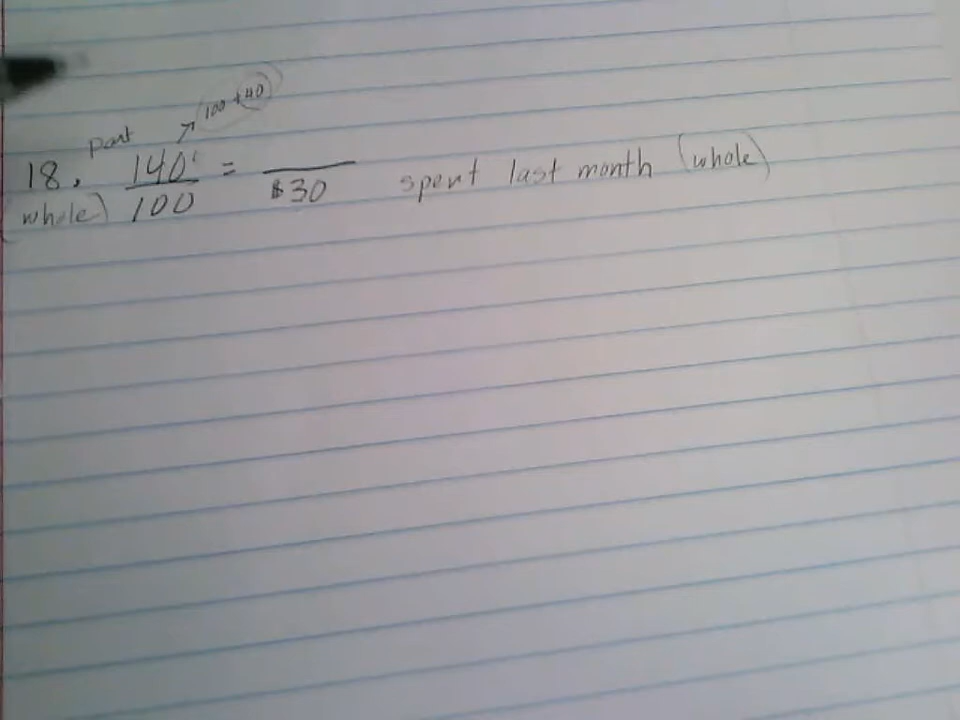 100 + 40
part
18. 140 = $30 spent last month (whole)
(whole) 100